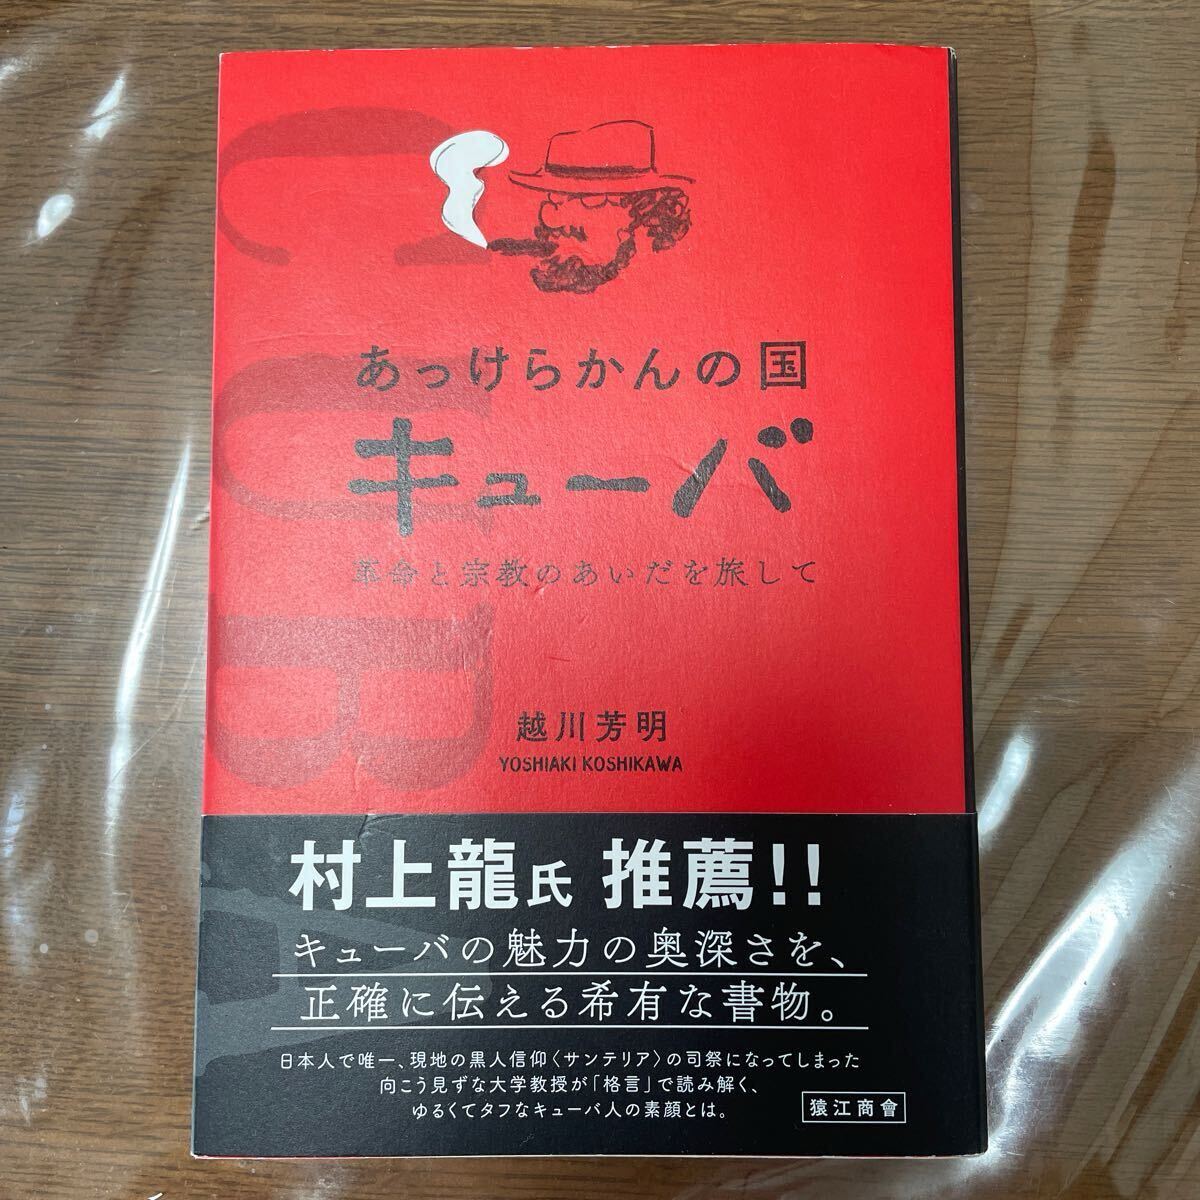 CUBA
あっけらかんの国
キューバ
革命と宗教のあいだを旅して
越川芳明
YOSHIAKI KOSHIKAWA
村上龍氏 推薦!!
キューバの魅力の奥深さを、
正確に伝える希有な書物。
日本人で唯一、現地の黒人信仰〈サンテリア〉の司祭になってしまった
向こう見ずな大学教授が「格言」で読み解く、
ゆるくてタフなキューバ人の素顔とは。
猿江商會